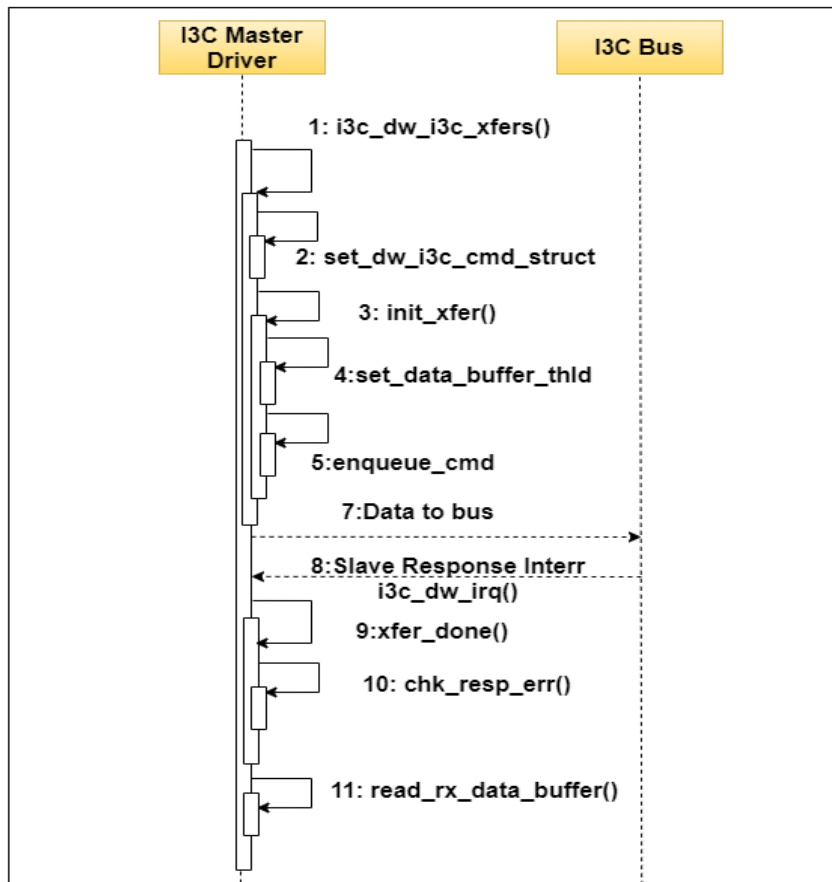 I3C Master
Driver
I3C Bus
1: i3c_dw_i3c_xfers()
2: set_dw_i3c_cmd_struct
3: init_xfer()
4:set_data_buffer_thld
5:enqueue_cmd
7:Data to bus
8:Slave Response Interr
i3c_dw_irq()
9:xfer_done()
10: chk_resp_err()
11: read_rx_data_buffer()